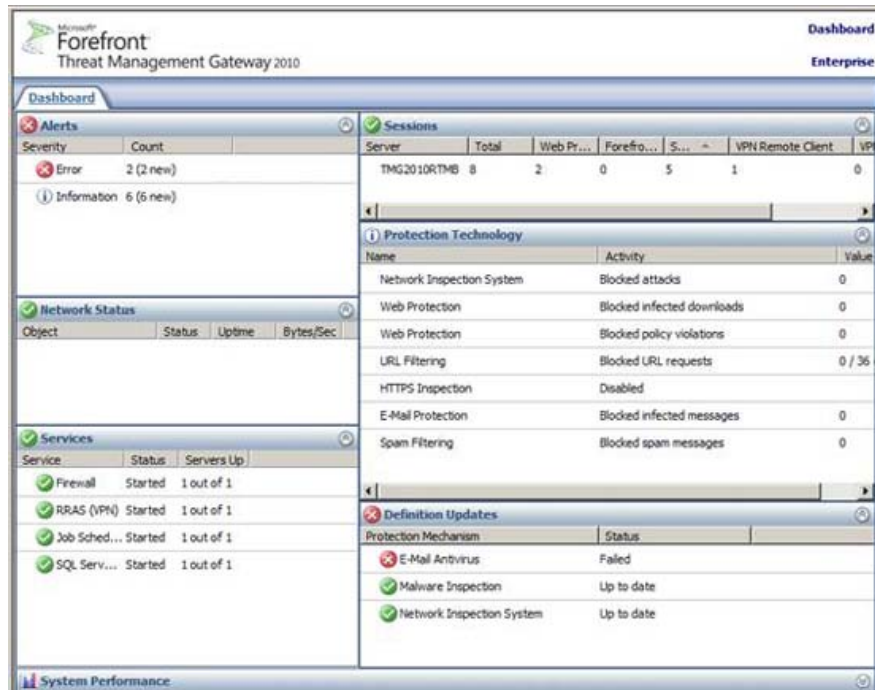 Microsoft®
Forefront
Threat Management Gateway 2010
Dashboard
Enterprise
Dashboard
Alerts
Severity Count
Error 2 (2 new)
Information 6 (6 new)
Network Status
Object Status Uptime Bytes/Sec
Services
Service Status Servers Up
Firewall Started 1 out of 1
RRAS (VPN) Started 1 out of 1
Job Sched... Started 1 out of 1
SQL Serv... Started 1 out of 1
Sessions
Server Total Web Pr... Forefro... S... VPN Remote Client VP
TMG2010RTMB 8 2 0 5 1 0
Protection Technology
Name Activity Value
Network Inspection System Blocked attacks 0
Web Protection Blocked infected downloads 0
Web Protection Blocked policy violations 0
URL Filtering Blocked URL requests 0 / 36
HTTPS Inspection Disabled
E-Mail Protection Blocked infected messages 0
Spam Filtering Blocked spam messages 0
Definition Updates
Protection Mechanism Status
E-Mail Antivirus Failed
Malware Inspection Up to date
Network Inspection System Up to date
System Performance